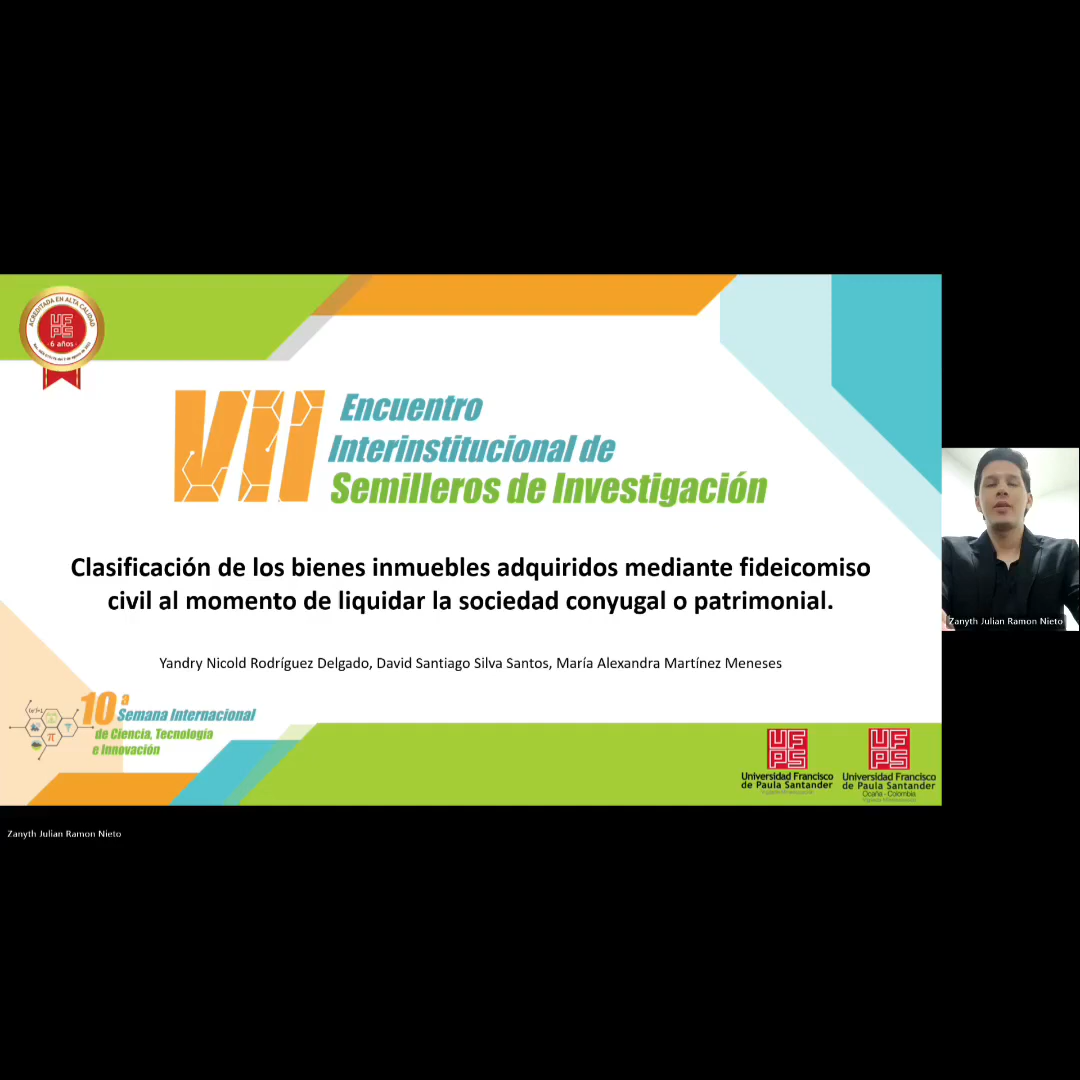 ACREDITADA EN ALTA CALIDAD
UFPS
6 años
VII
Encuentro
Interinstitucional de
Semilleros de Investigación
Clasificación de los bienes inmuebles adquiridos mediante fideicomiso
civil al momento de liquidar la sociedad conyugal o patrimonial.
Yandry Nicold Rodríguez Delgado, David Santiago Silva Santos, María Alexandra Martínez Meneses
10ª
Semana Internacional
de Ciencia, Tecnología
e Innovación
UFPS
Universidad Francisco
de Paula Santander
UFPS
Universidad Francisco
de Paula Santander
Ocaña - Colombia
Zanyth Julian Ramon Nieto
Zanyth Julian Ramon Nieto